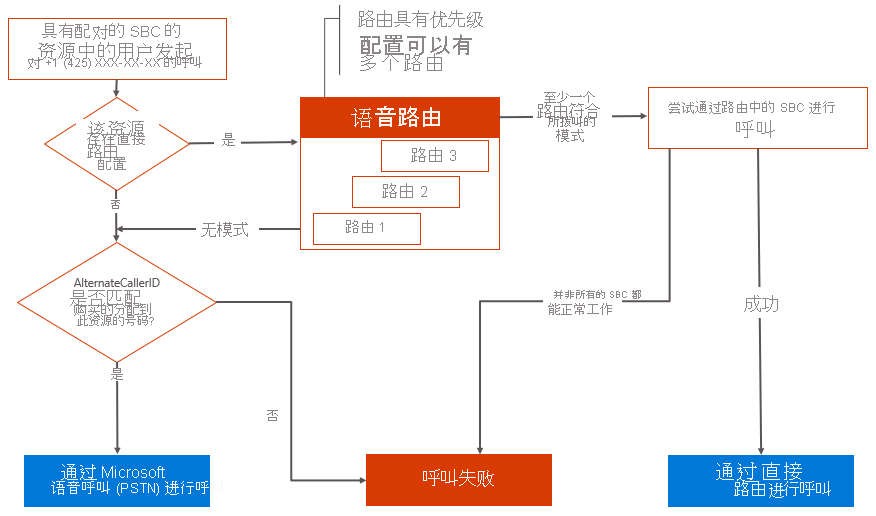 具有配对的 SBC 的
资源中的用户发起
对 +1 (425) XXX-XX-XX 的呼叫
路由具有优先级
配置可以有
多个路由
该资源
存在直接
路由
配置
是
语音路由
路由 3
路由 2
路由 1
至少一个
路由符合
所拨叫的
模式
尝试通过路由中的 SBC 进行
呼叫
否
无模式
AlternateCallerID
是否匹配
购买的分配到
此资源的号码?
并非所有的 SBC 都
能正常工作
成功
是
否
通过 Microsoft
语音呼叫 (PSTN) 进行呼
呼叫失败
通过直接
路由进行呼叫